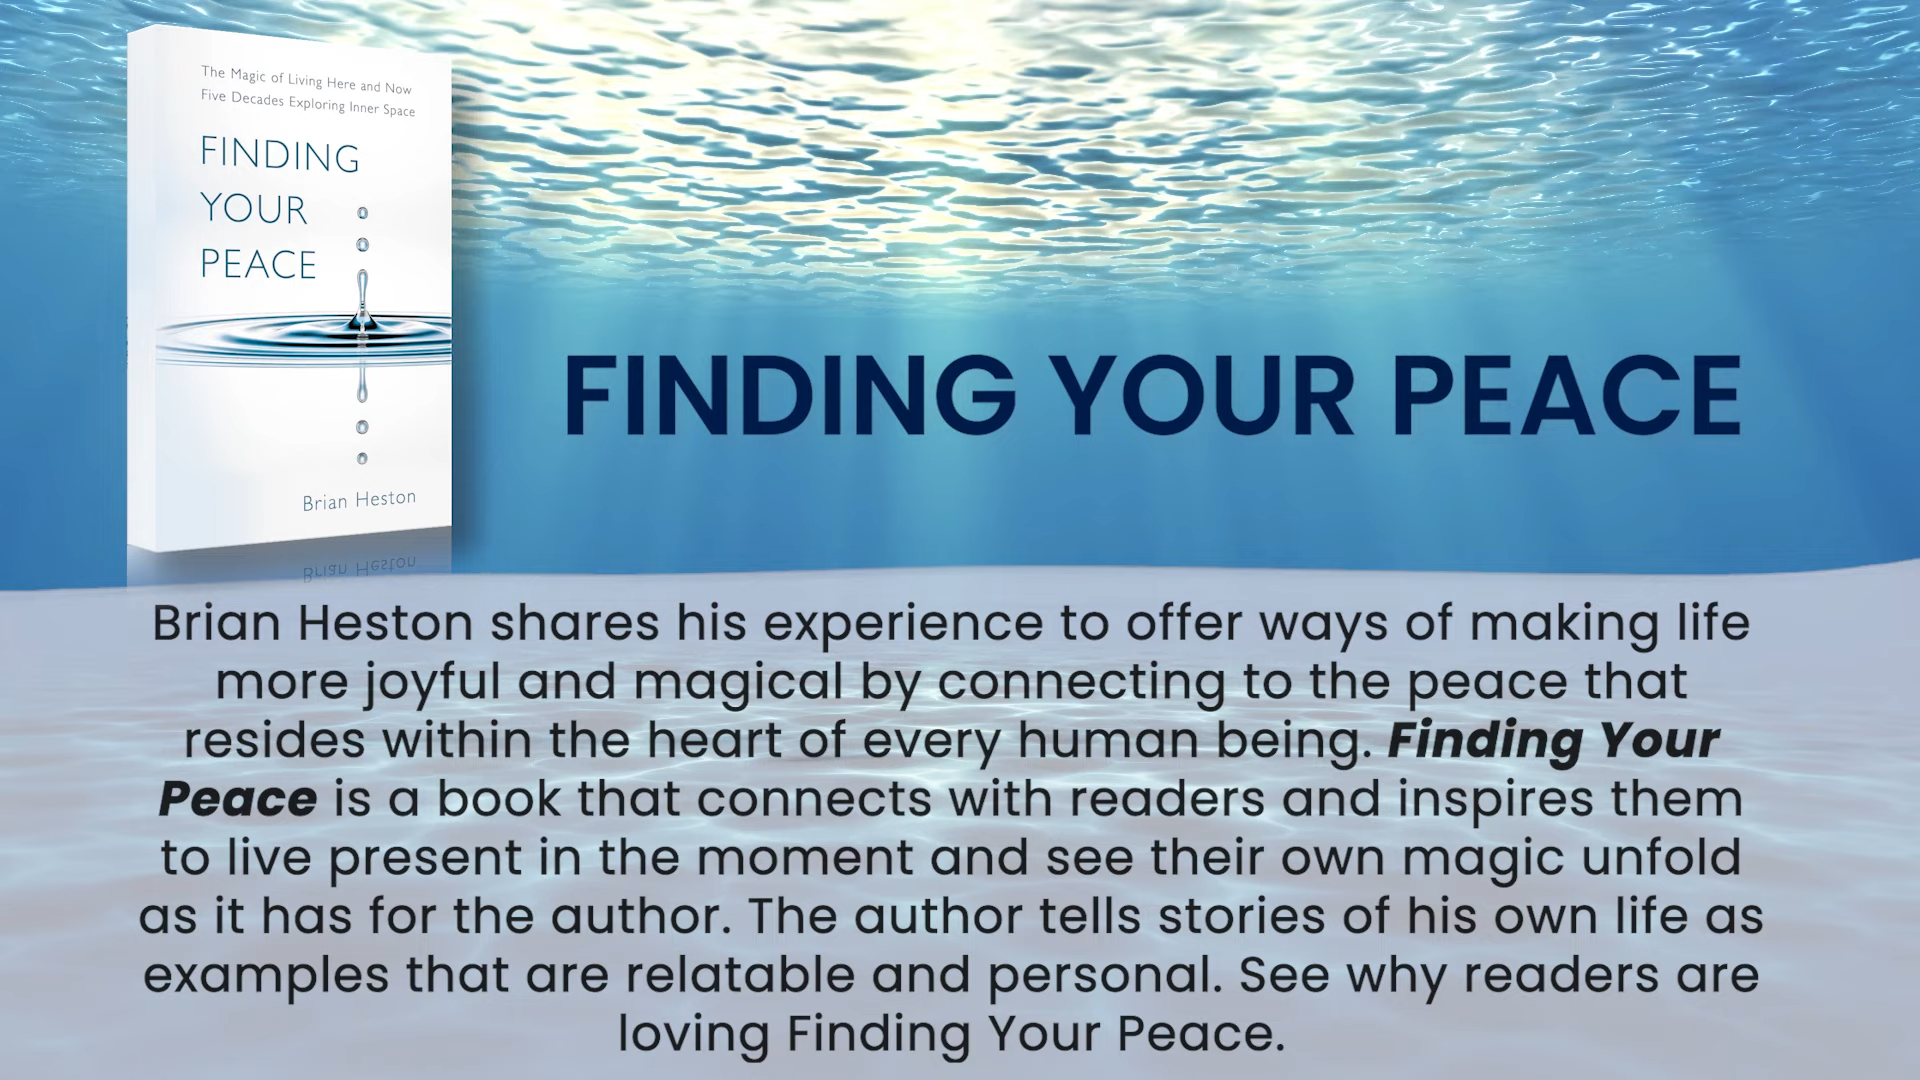 The Magic of Living Here and Now
Five Decades Exploring Inner Space
FINDING
YOUR
PEACE
Brian Heston
Brian Heston
FINDING YOUR PEACE
Brian Heston shares his experience to offer ways of making life
more joyful and magical by connecting to the peace that
resides within the heart of every human being. Finding Your
Peace is a book that connects with readers and inspires them
to live present in the moment and see their own magic unfold
as it has for the author. The author tells stories of his own life as
examples that are relatable and personal. See why readers are
loving Finding Your Peace.